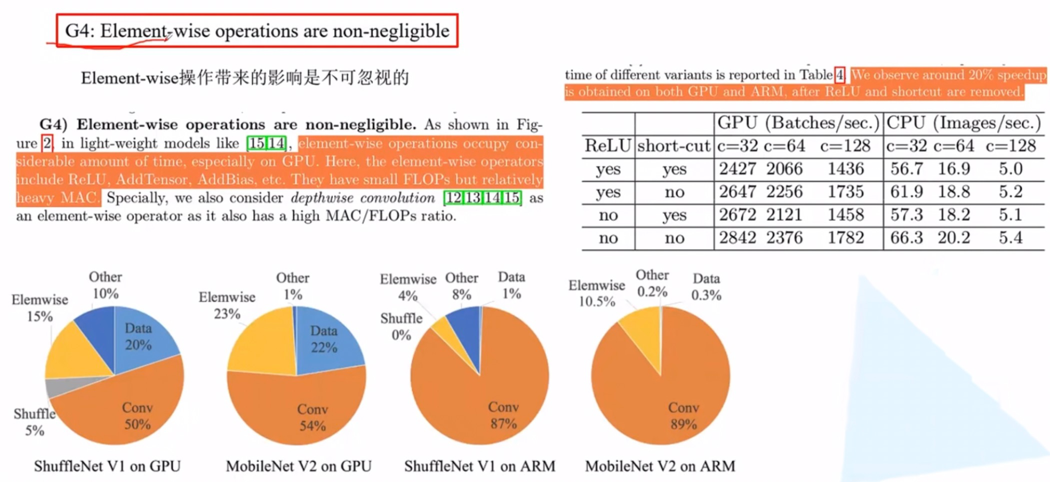 G4: Element-wise operations are non-negligible
Element-wise操作带来的影响是不可忽视的
G4) Element-wise operations are non-negligible. As shown in Fig-
ure 2, in light-weight models like [15,14], element-wise operations occupy con-
siderable amount of time, especially on GPU. Here, the element-wise operators
include ReLU, AddTensor, AddBias, etc. They have small FLOPs but relatively
heavy MAC. Specially, we also consider depthwise convolution [12,13,14,15] as
an element-wise operator as it also has a high MAC/FLOPs ratio.
time of different variants is reported in Table 4. We observe around 20% speedup
is obtained on both GPU and ARM, after ReLU and shortcut are removed.
GPU (Batches/sec.) CPU (Images/sec.)
ReLU short-cut c=32 c=64 c=128 c=32 c=64 c=128
yes yes 2427 2066 1436 56.7 16.9 5.0
yes no 2647 2256 1735 61.9 18.8 5.2
no yes 2672 2121 1458 57.3 18.2 5.1
no no 2842 2376 1782 66.3 20.2 5.4
Other
10%
Elemwise
15%
Data
20%
Shuffle
5%
Conv
50%
ShuffleNet V1 on GPU
Other
1%
Elemwise
23%
Data
22%
Conv
54%
MobileNet V2 on GPU
Elemwise
4%
Other
8%
Data
1%
Shuffle
0%
Conv
87%
ShuffleNet V1 on ARM
Elemwise
10.5%
Other
0.2%
Data
0.3%
Conv
89%
MobileNet V2 on ARM